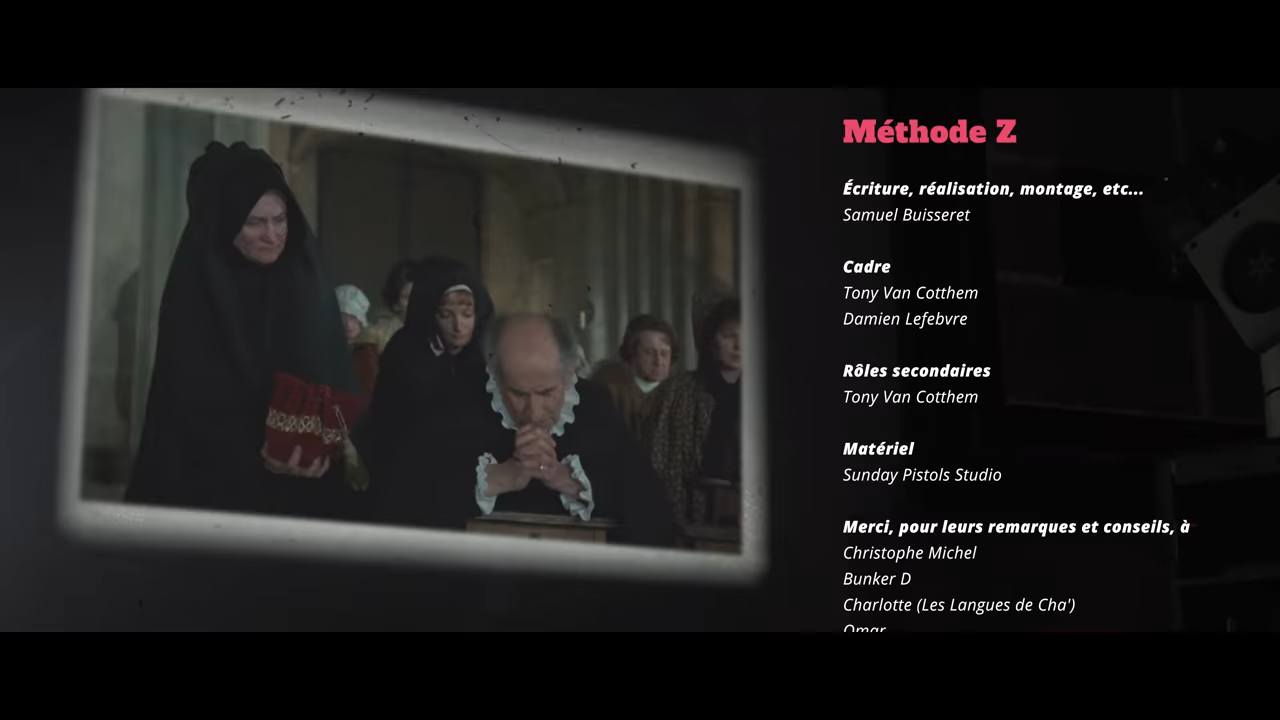 Méthode Z
Écriture, réalisation, montage, etc...
Samuel Buisseret
Cadre
Tony Van Cotthem
Damien Lefebvre
Rôles secondaires
Tony Van Cotthem
Matériel
Sunday Pistols Studio
Merci, pour leurs remarques et conseils, à
Christophe Michel
Bunker D
Charlotte (Les Langues de Cha')
Omar